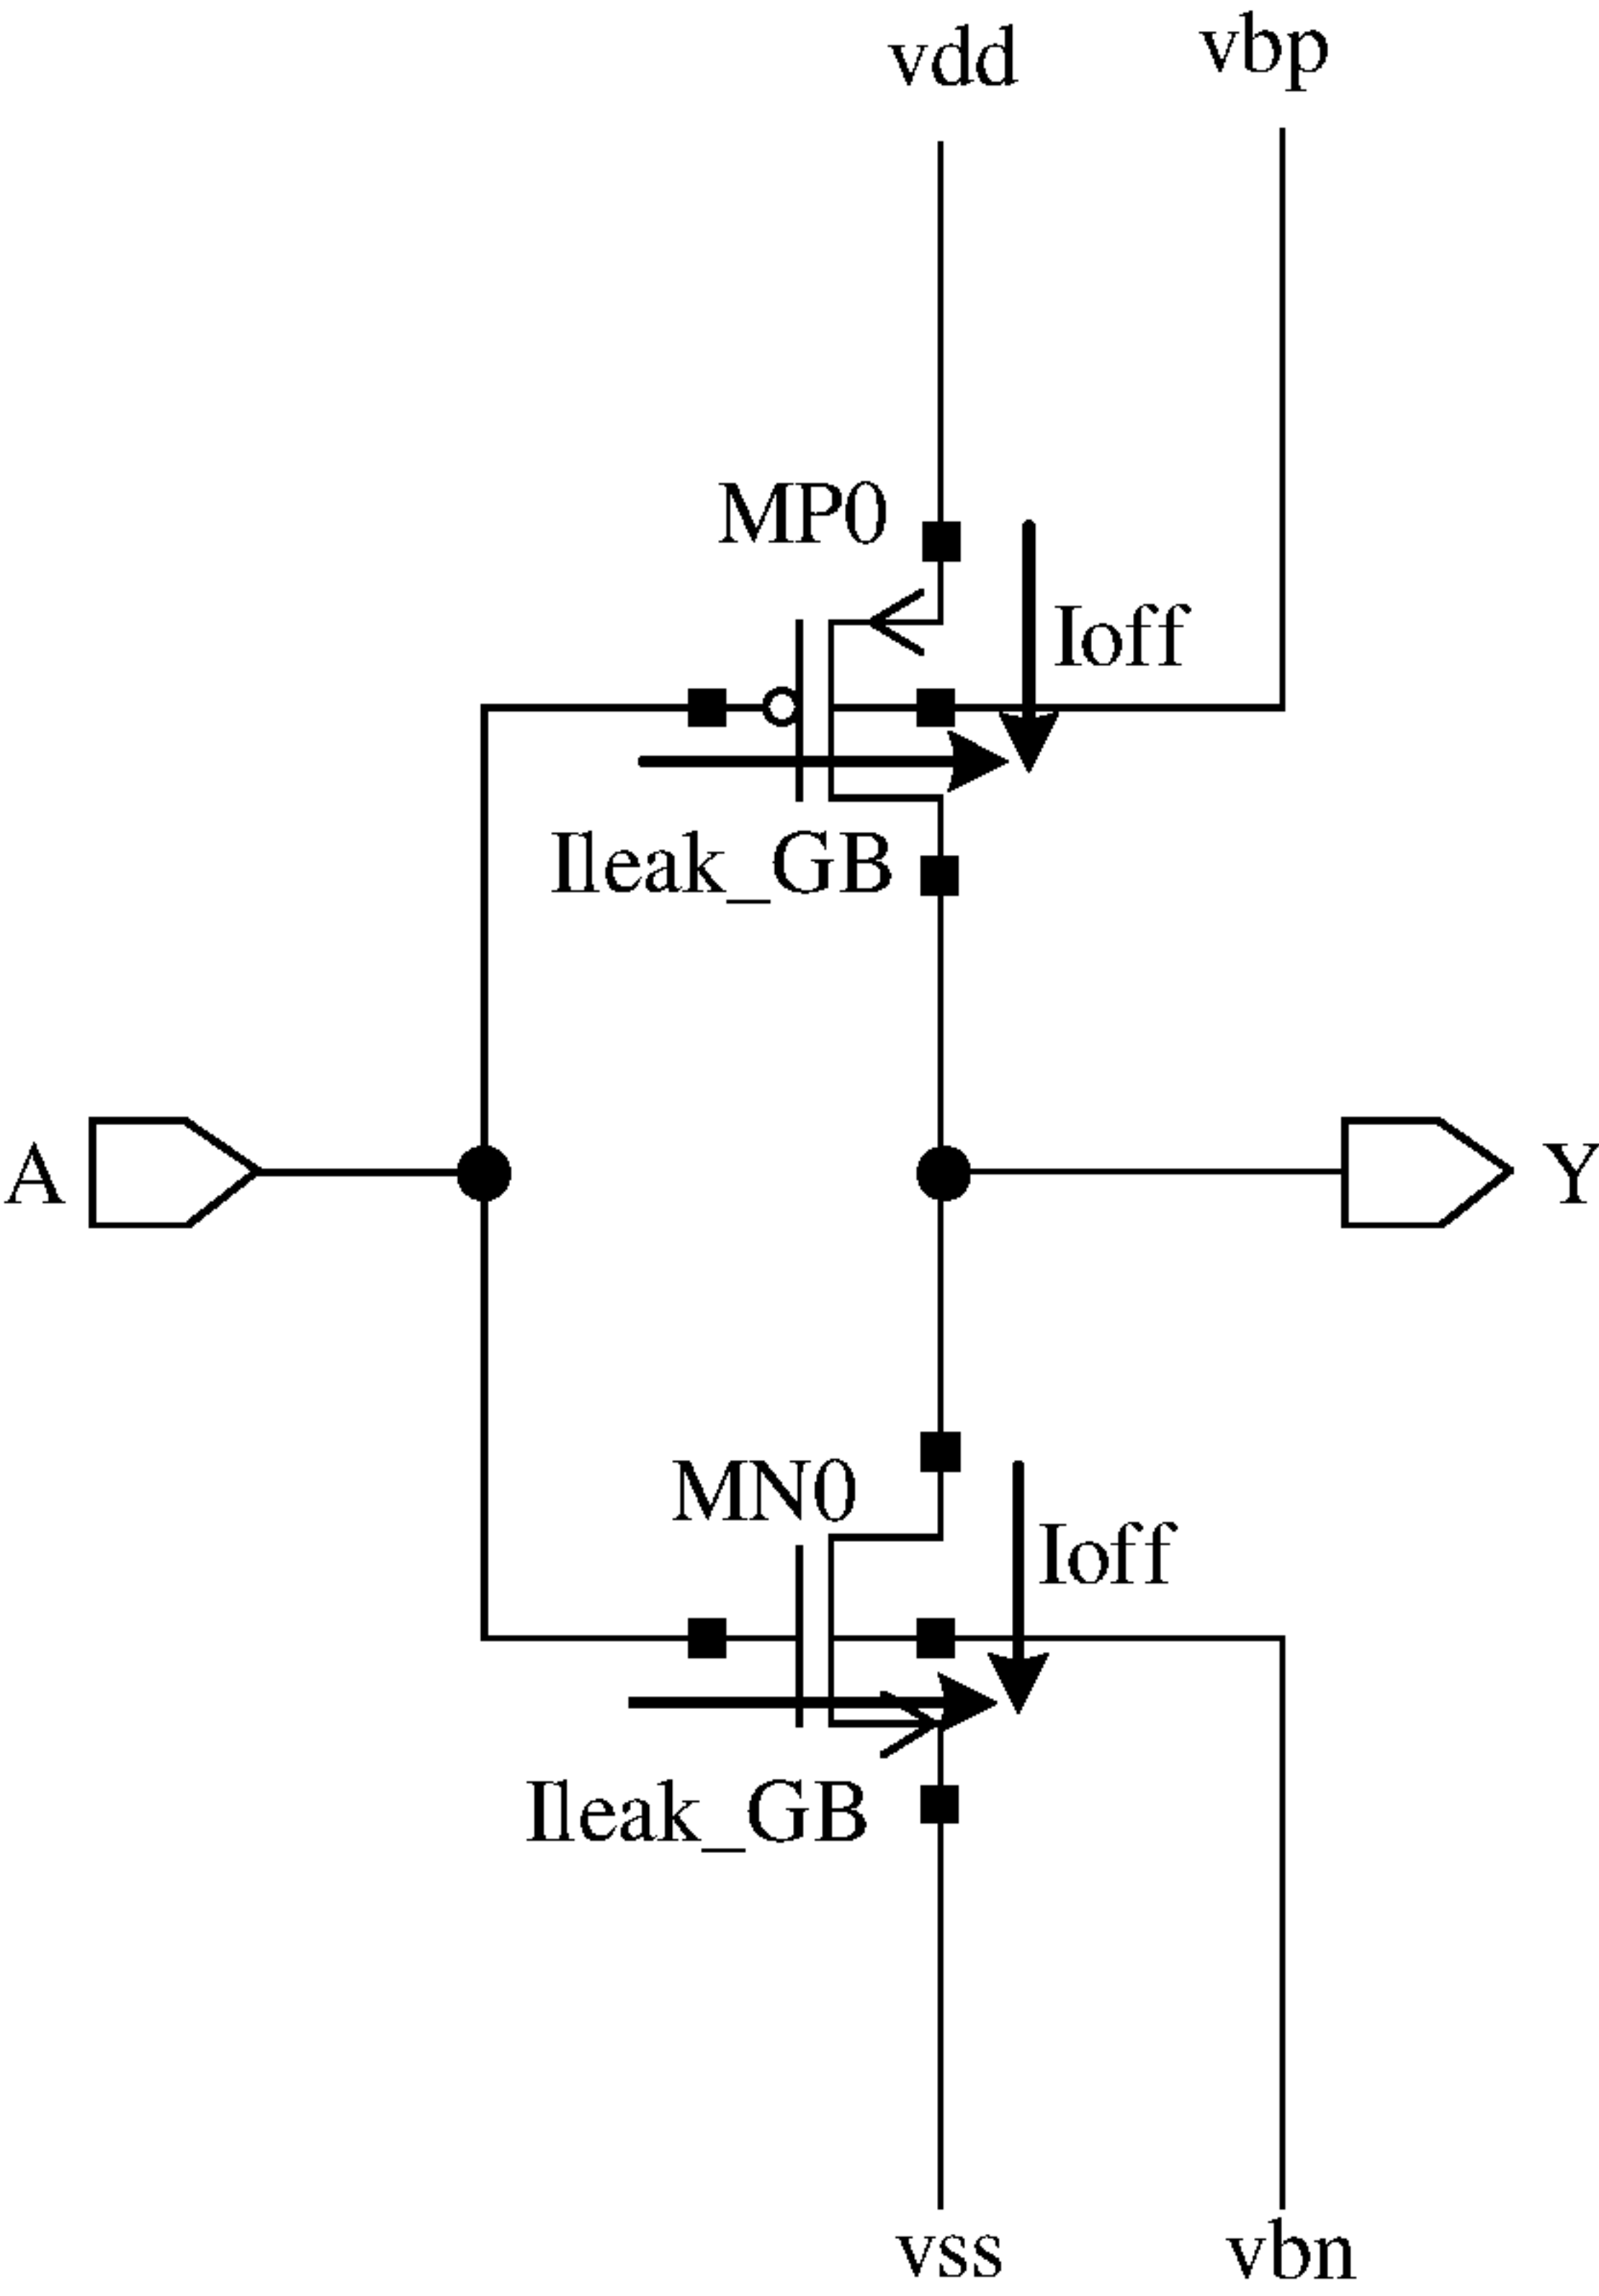 vdd
vbp
MP0
Ioff
Ileak_GB
A
Y
MN0
Ioff
Ileak_GB
vss
vbn